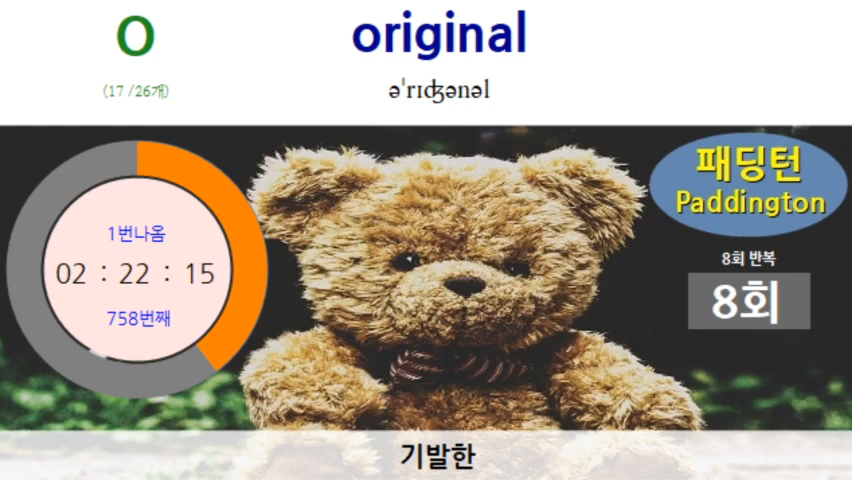 O
(17 /26개)
original
əˈrɪʤənəl
1번나옴
02 : 22 : 15
758번째
패딩턴
Paddington
8회 반복
8회
기발한